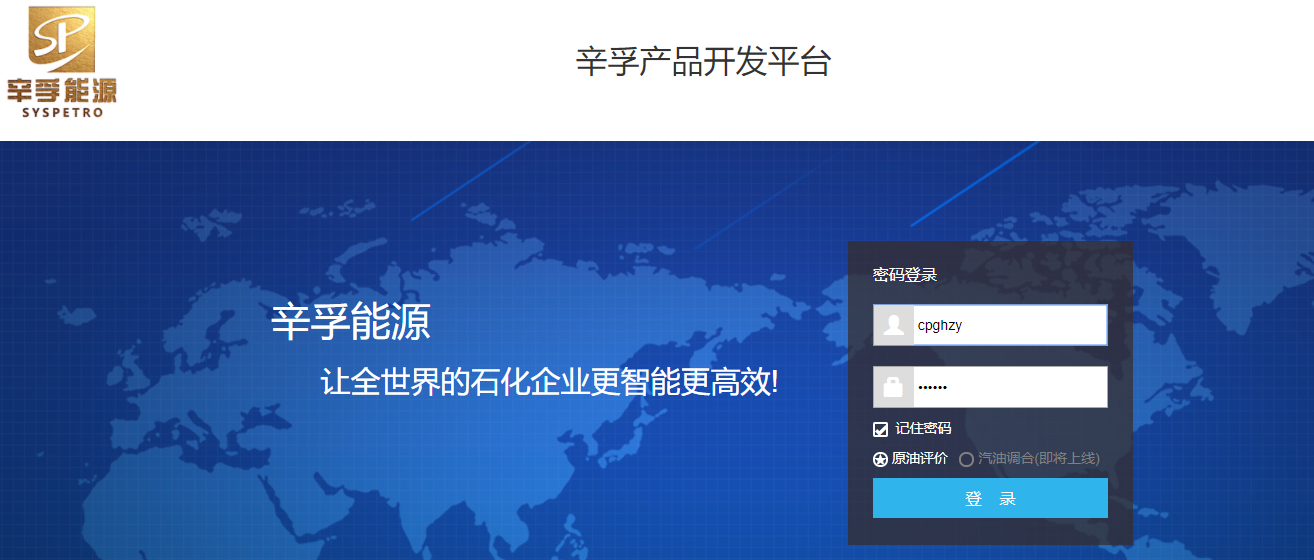 辛孚能源
SYSPETRO
辛孚产品开发平台
辛孚能源
让全世界的石化企业更智能更高效!
密码登录
cpghzy
••••••
记住密码
原油评价 汽油调合(即将上线)
登 录